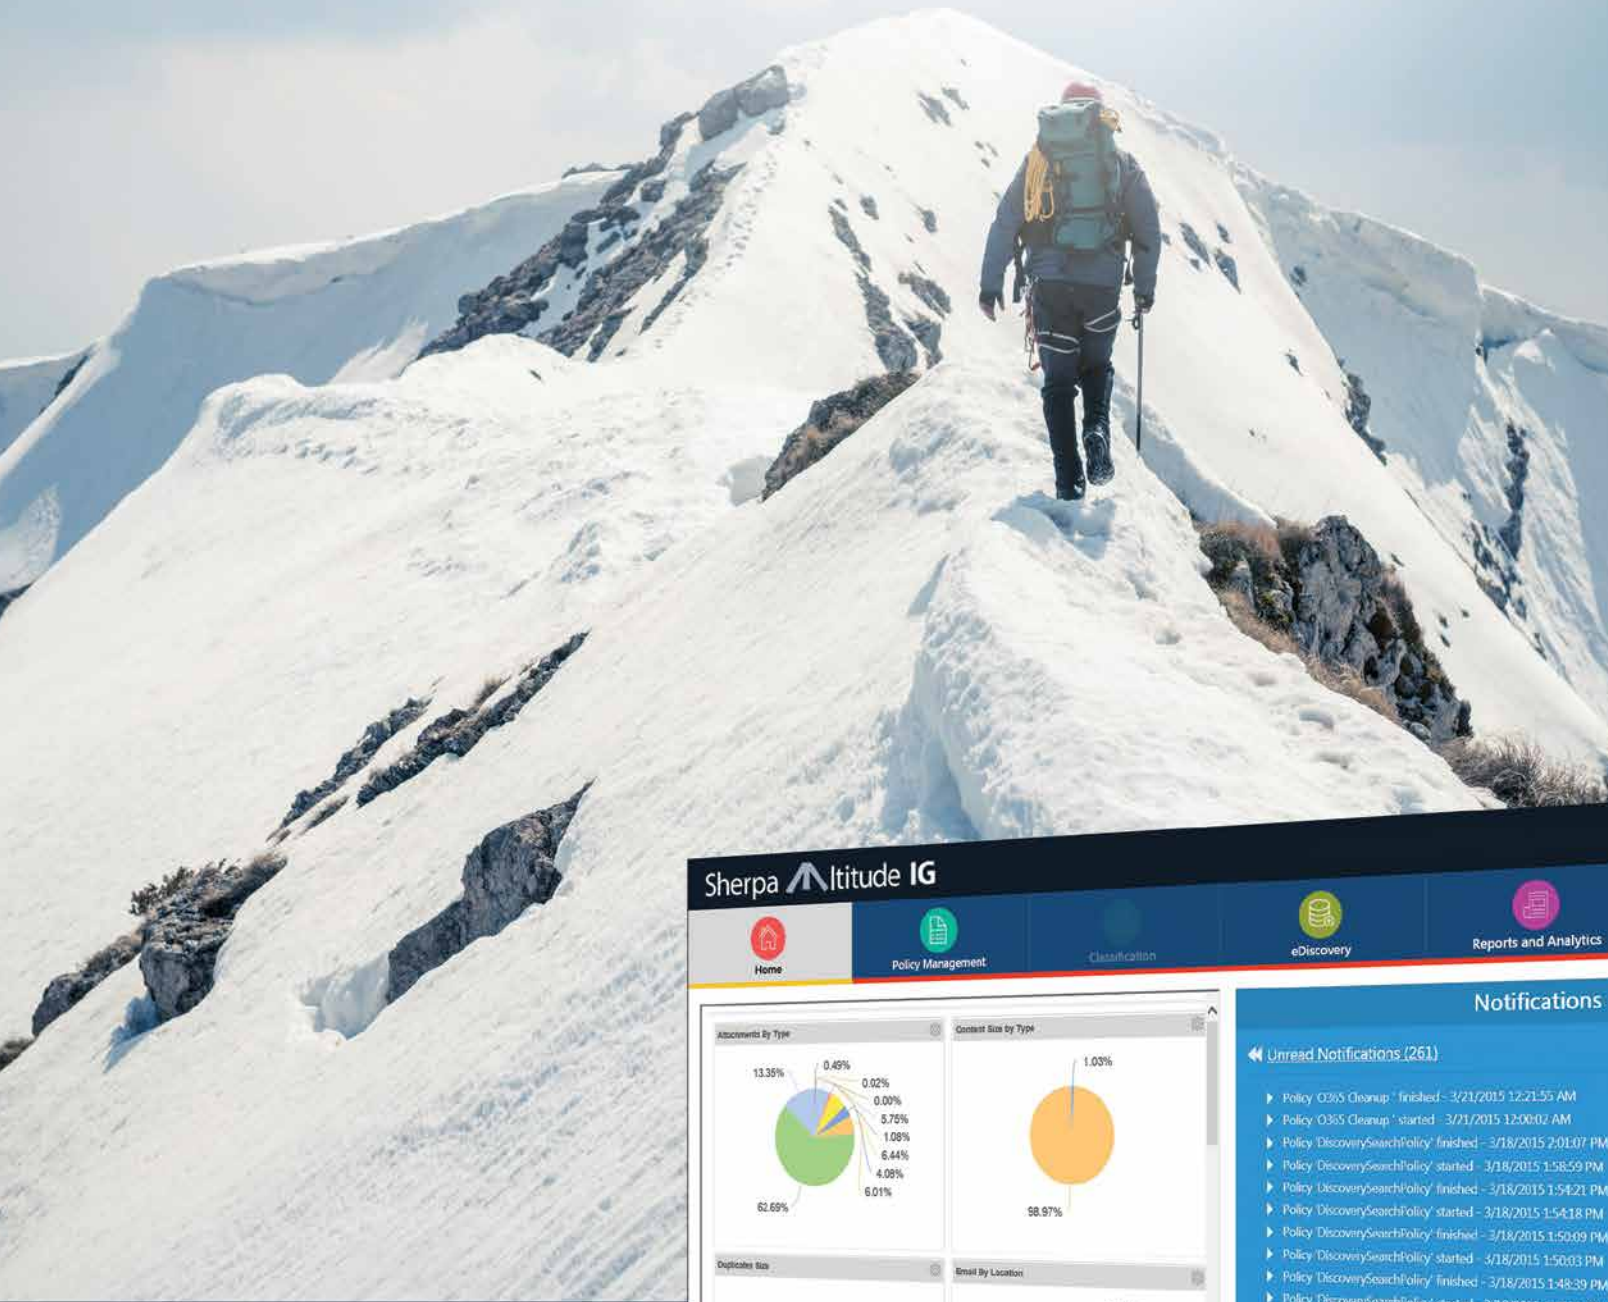 Sherpa Altitude IG
Home
Policy Management
Classification
eDiscovery
Reports and Analytics
Attachments By Type
13.35%
0.49%
0.02%
0.00%
5.75%
1.08%
6.44%
4.08%
6.01%
62.69%
Content Size by Type
1.03%
98.97%
Duplicates Size
Email By Location
Notifications
Unread Notifications (261)
Policy 'O365 Cleanup ' finished - 3/21/2015 12:21:55 AM
Policy 'O365 Cleanup ' started - 3/21/2015 12:00:02 AM
Policy 'DiscoverySearchPolicy' finished - 3/18/2015 2:01:07 PM
Policy 'DiscoverySearchPolicy' started - 3/18/2015 1:58:59 PM
Policy 'DiscoverySearchPolicy' finished - 3/18/2015 1:54:21 PM
Policy 'DiscoverySearchPolicy' started - 3/18/2015 1:54:18 PM
Policy 'DiscoverySearchPolicy' finished - 3/18/2015 1:50:09 PM
Policy 'DiscoverySearchPolicy' started - 3/18/2015 1:50:03 PM
Policy 'DiscoverySearchPolicy' finished - 3/18/2015 1:48:39 PM